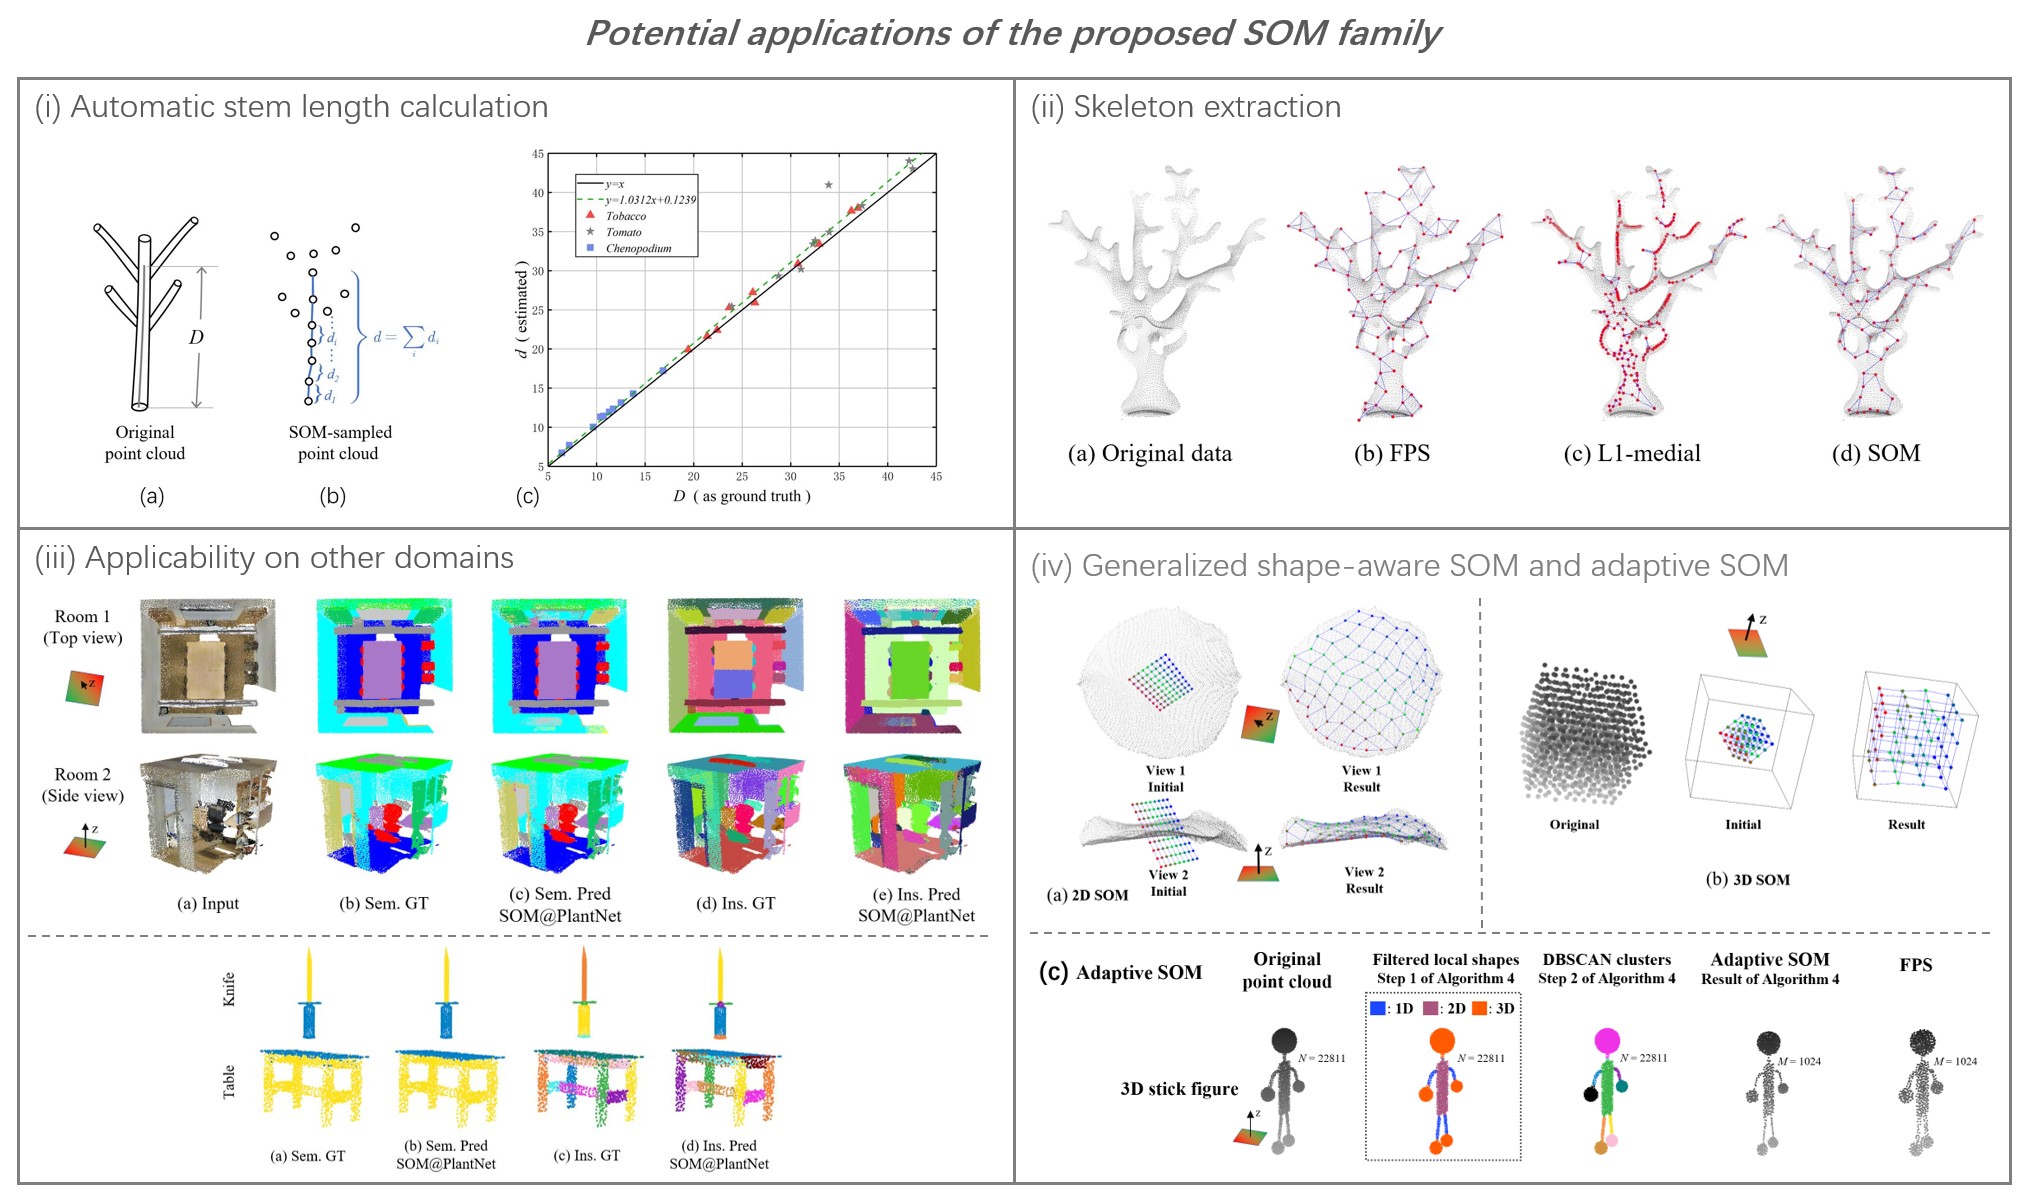 Potential applications of the proposed SOM family
(i) Automatic stem length calculation
D
Original
point cloud
(a)
d = ∑ di
i
di
⋮
d2
d1
SOM-sampled
point cloud
(b)
45
40
35
30
25
20
15
10
5
d ( estimated )
y=x
y=1.0312x+0.1239
Tobacco
Tomato
Chenopodium
5 10 15 20 25 30 35 40 45
D ( as ground truth )
(c)
(ii) Skeleton extraction
(a) Original data
(b) FPS
(c) L1-medial
(d) SOM
(iii) Applicability on other domains
Room 1
(Top view)
z
Room 2
(Side view)
z
(a) Input
(b) Sem. GT
(c) Sem. Pred
SOM@PlantNet
(d) Ins. GT
(e) Ins. Pred
SOM@PlantNet
Knife
Table
(a) Sem. GT
(b) Sem. Pred
SOM@PlantNet
(c) Ins. GT
(d) Ins. Pred
SOM@PlantNet
(iv) Generalized shape-aware SOM and adaptive SOM
View 1
Initial
z
View 1
Result
View 2
Initial
z
View 2
Result
(a) 2D SOM
z
Original
Initial
Result
(b) 3D SOM
(c) Adaptive SOM
Original
point cloud
Filtered local shapes
Step 1 of Algorithm 4
DBSCAN clusters
Step 2 of Algorithm 4
Adaptive SOM
Result of Algorithm 4
FPS
: 1D : 2D : 3D
3D stick figure
z
N = 22811
N = 22811
N = 22811
M = 1024
M = 1024